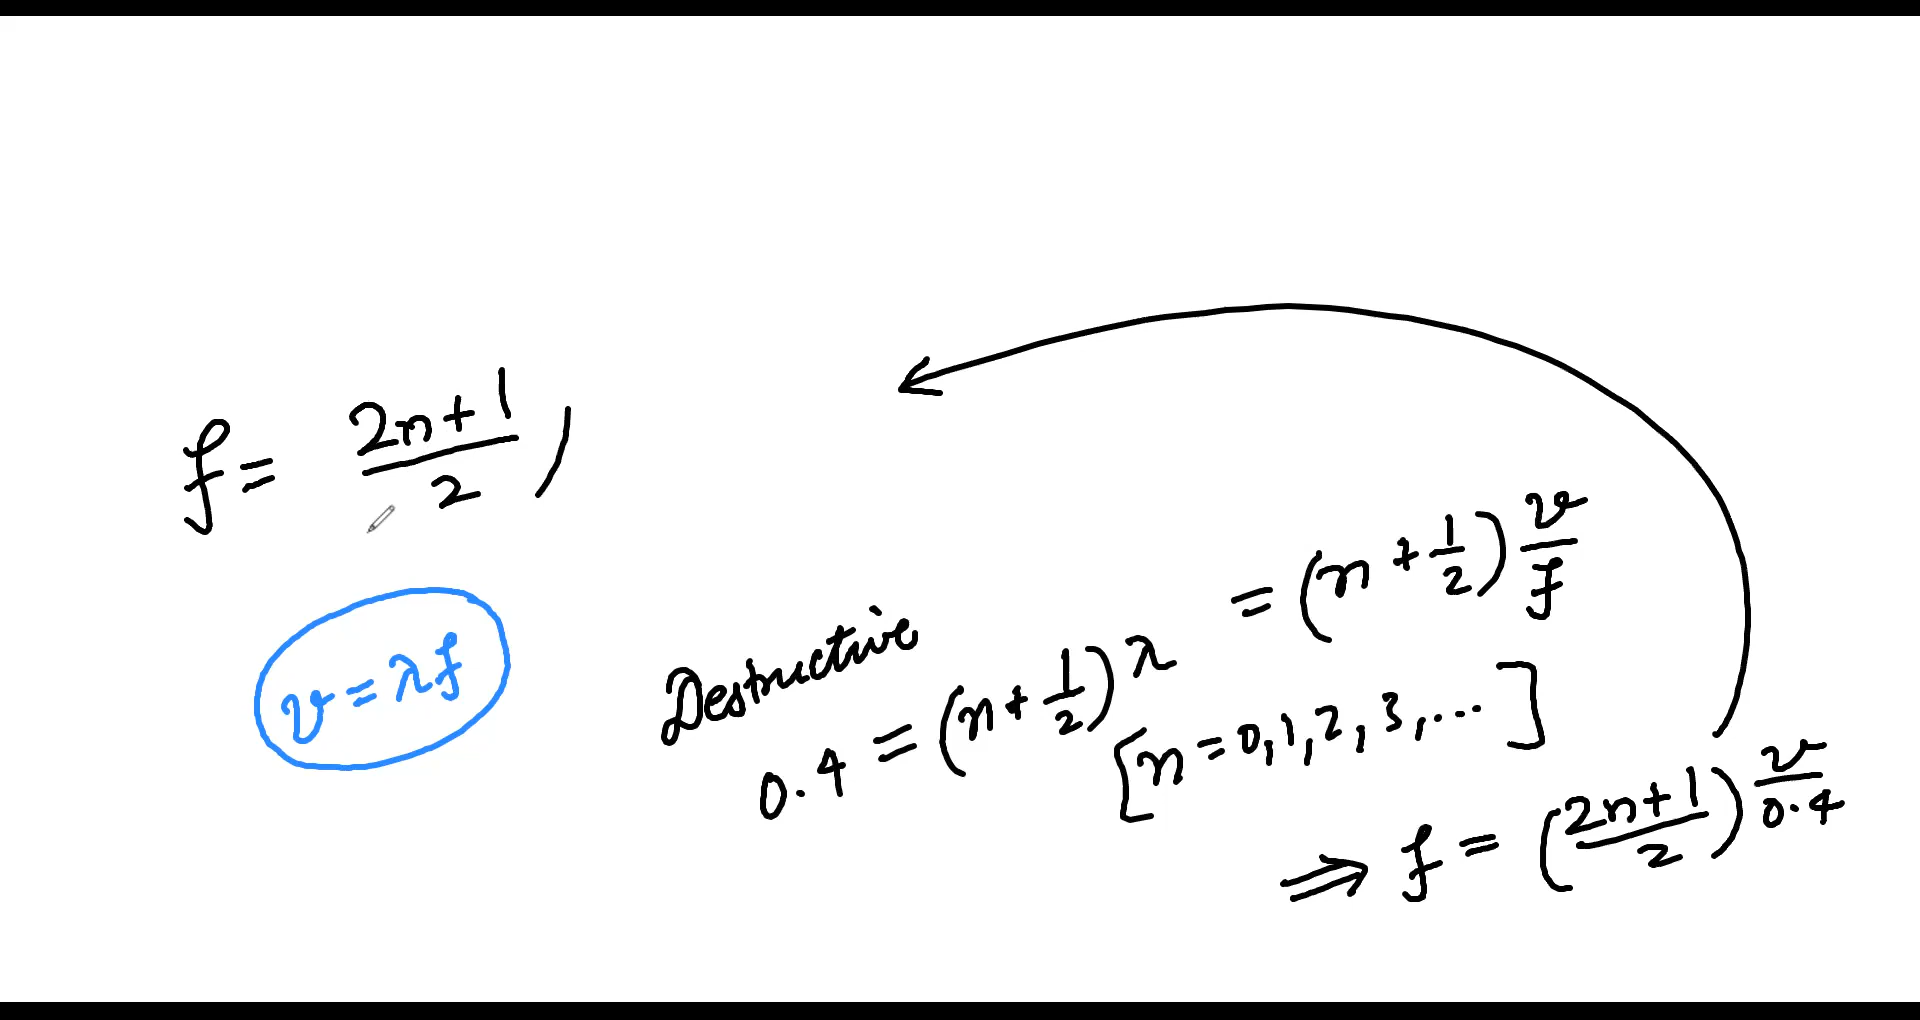 f = (2n+1)/2 )
v = λf
Destructive
0.4 = (n + 1/2) λ = (n + 1/2) v/f
[n = 0, 1, 2, 3, ... ]
⇒ f = ((2n+1)/2) v/0.4